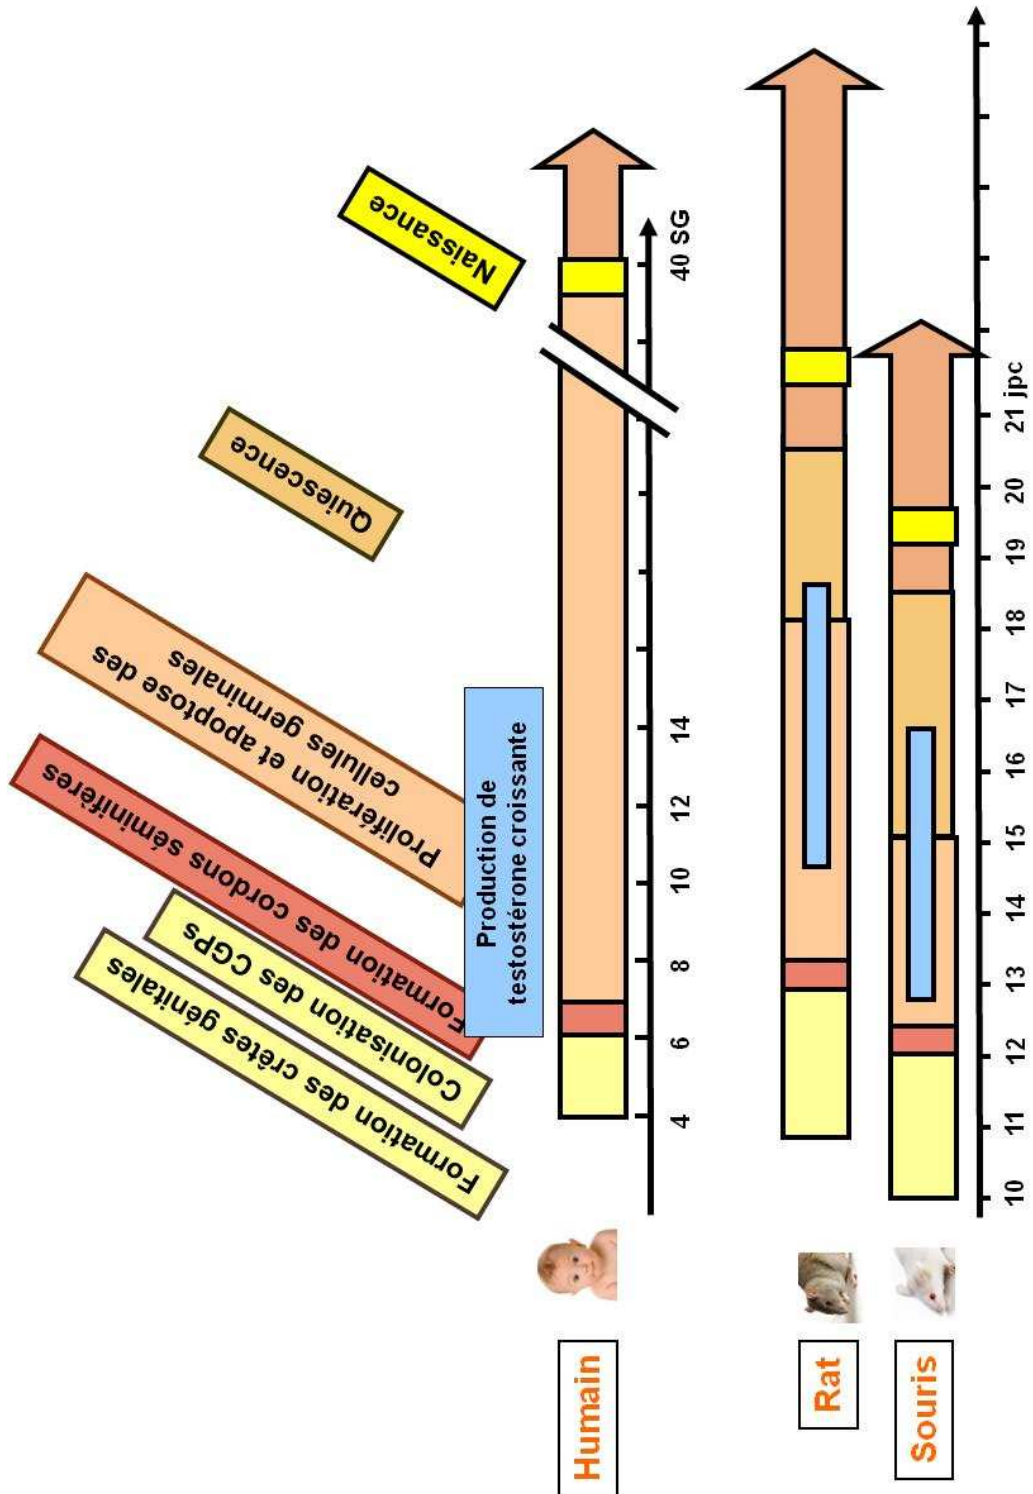 Formation des crêtes génitales
Colonisation des CGPs
Formation des cordons séminifères
Prolifération et apoptose des
cellules germinales
Quiescence
Naissance
Production de
testostérone croissante
Humain
4 6 8 10 12 14 40 SG
Rat
Souris
10 11 12 13 14 15 16 17 18 19 20 21 jpc